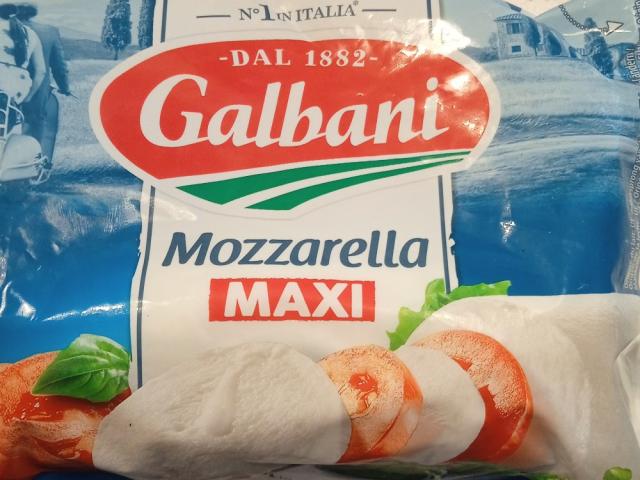 N°1 IN ITALIA®
-DAL 1882-
Galbani
Mozzarella
MAXI